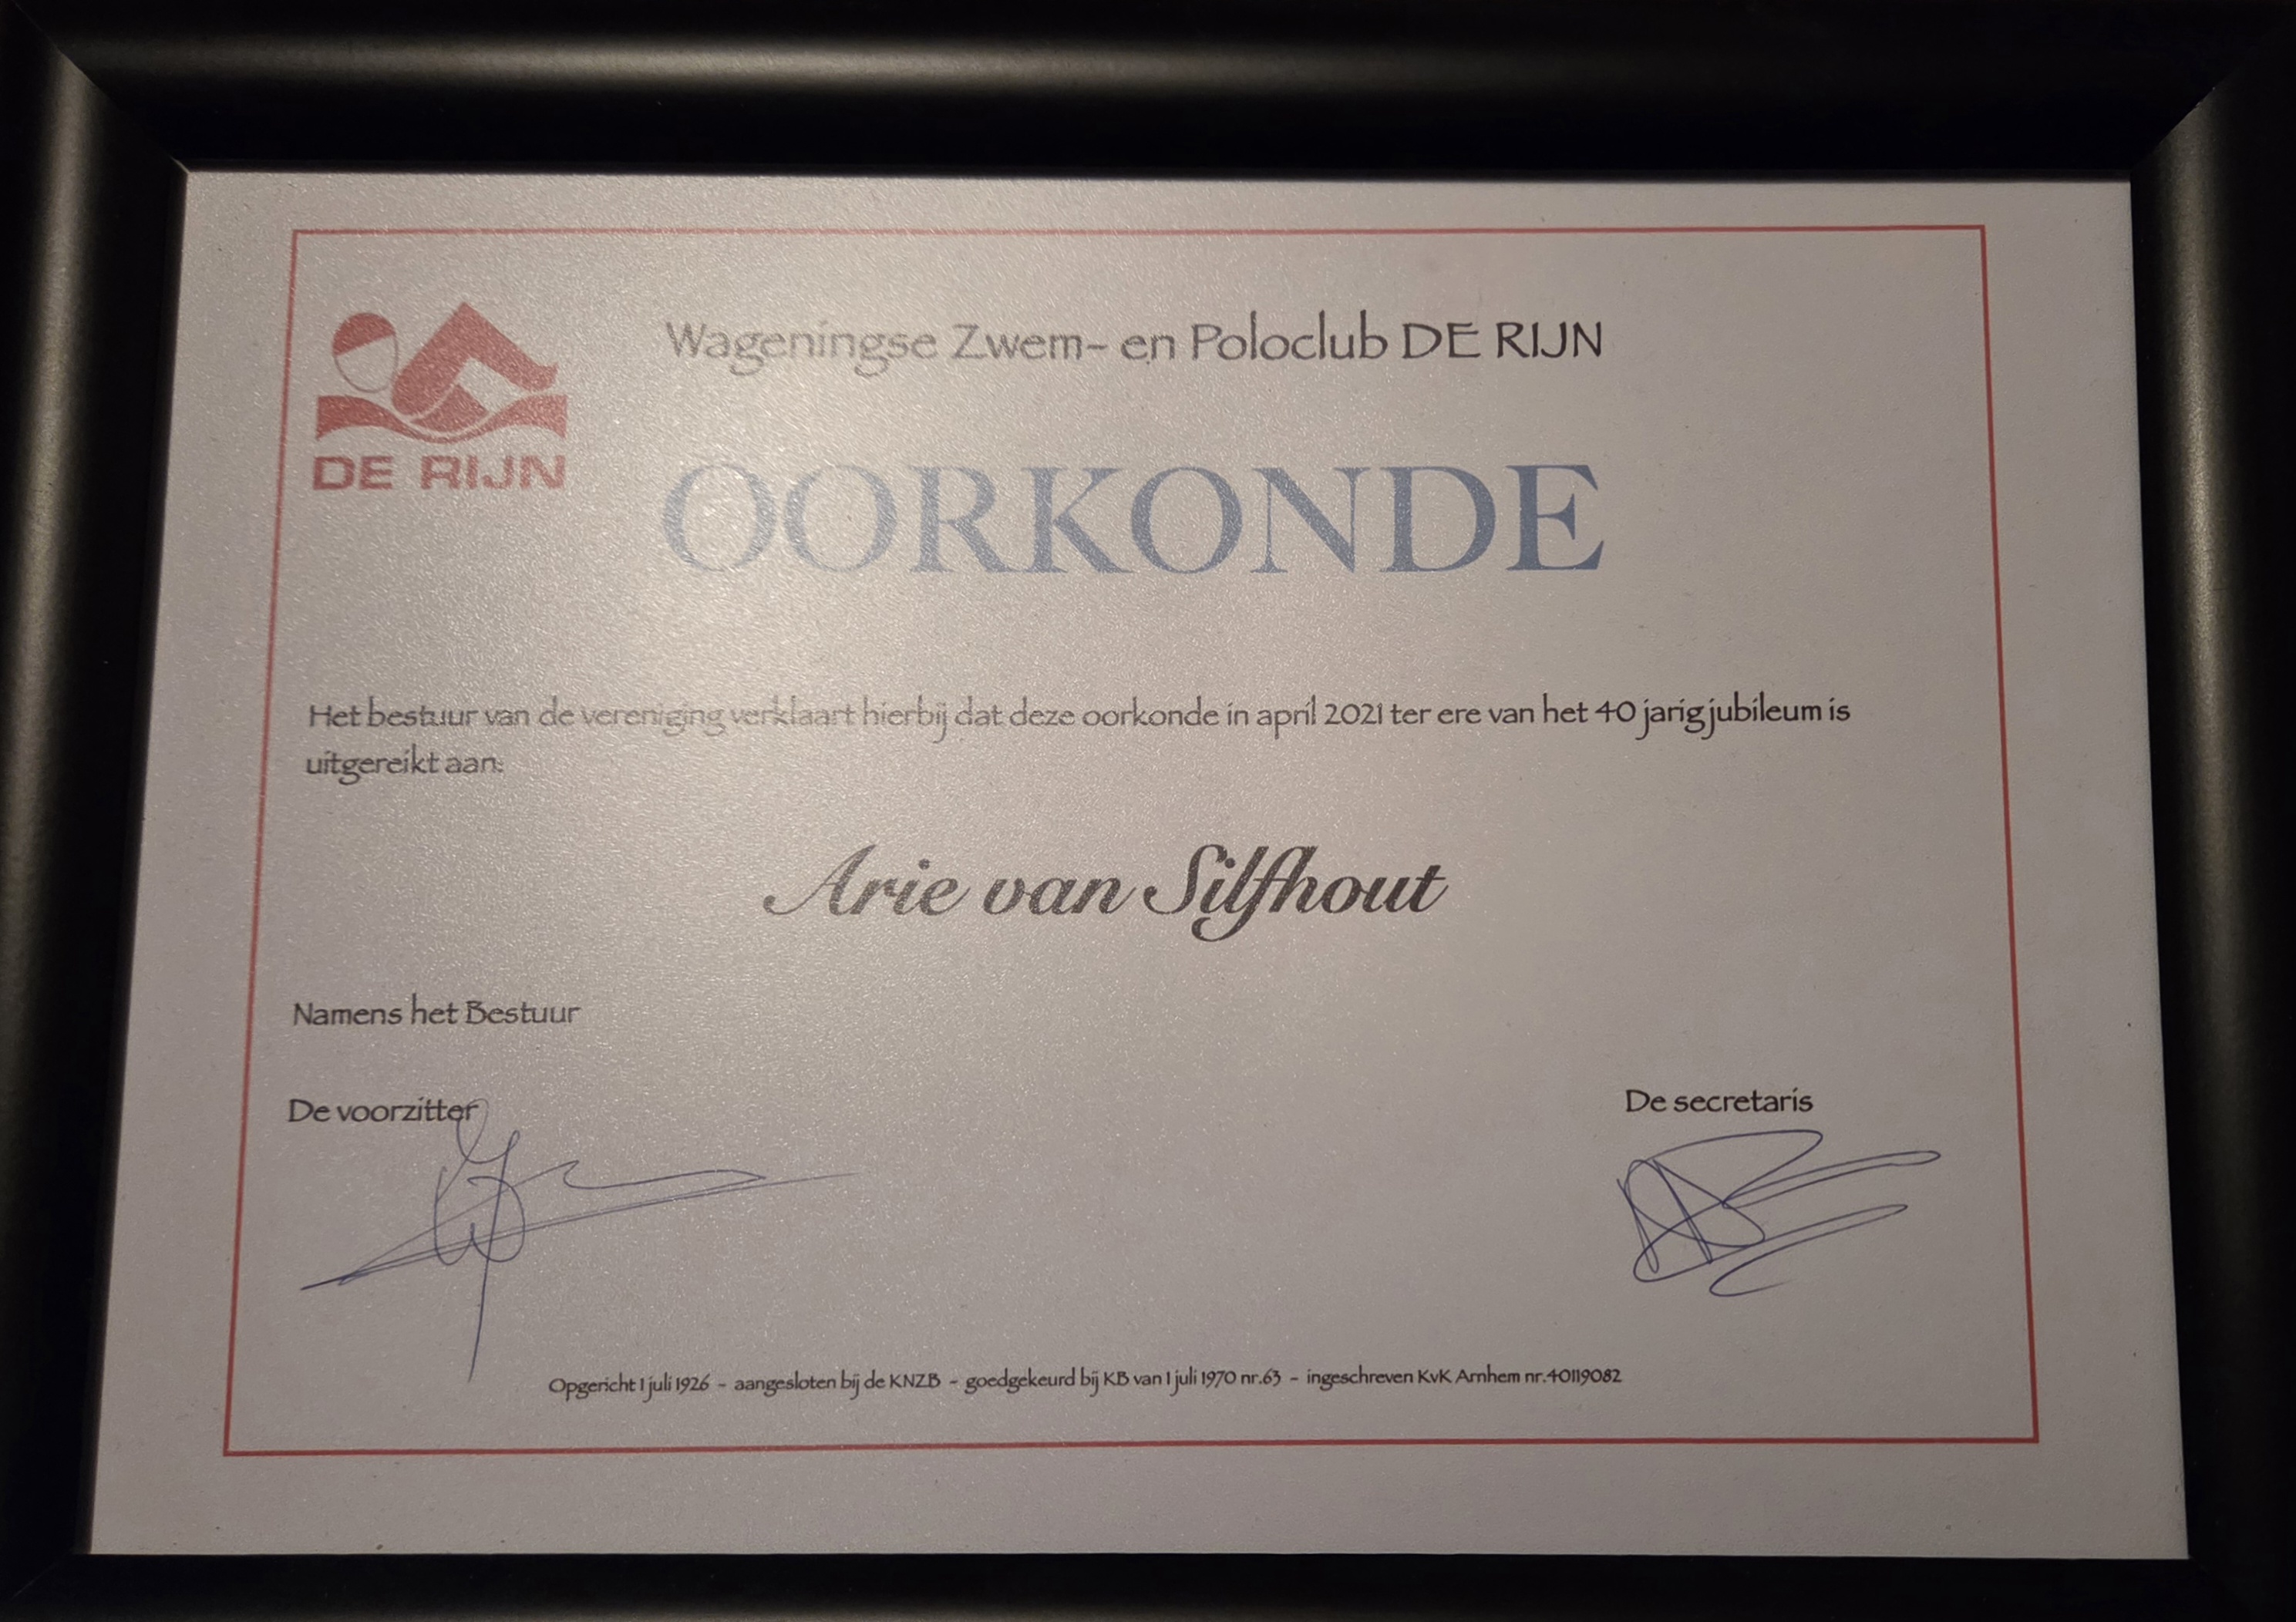 Wageningse Zwem- en Poloclub DE RIJN
DE RIJN
OORKONDE
Het bestuur van de vereniging verklaart hierbij dat deze oorkonde in april 2021 ter ere van het 40 jarig jubileum is
uitgereikt aan:
Arie van Silfhout
Namens het Bestuur
De voorzitter
De secretaris
Opgericht 1 juli 1926 - aangesloten bij de KNZB - goedgekeurd bij KB van 1 juli 1970 nr.63 - ingeschreven KvK Arnhem nr.40119082